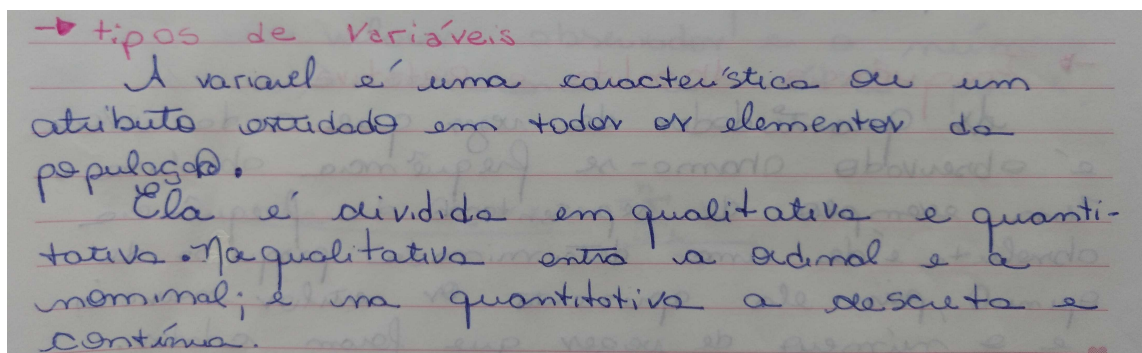 → tipos de Variáveis
A variavel é uma característica ou um
atributo estudado em todos os elementos da
população.
Ela é dividida em qualitativa e quanti-
tativa. Na qualitativa entra a ordinal e a
nominal; e na quantitativa a descreta e
contínua.